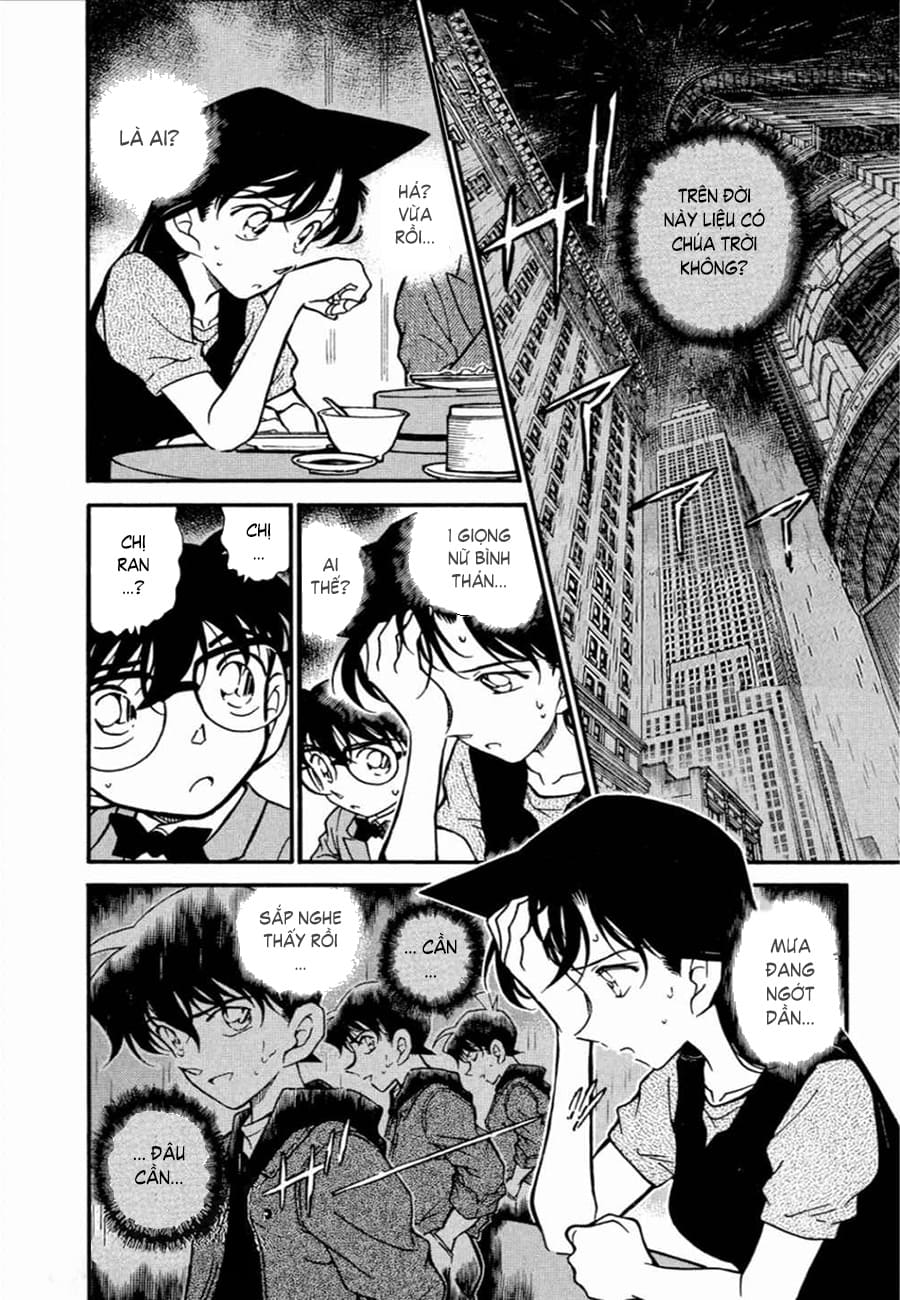 TRÊN ĐỜI
NÀY LIỆU CÓ
CHÚA TRỜI
KHÔNG?
HẢ?
VỪA
RỒI...
LÀ AI?
1 GIỌNG
NỮ BÌNH
THẢN...
AI
THẾ?
CHỊ
...
CHỊ
RAN
...?
MƯA
ĐANG
NGỚT
DẦN...
... CẦN
...
SẮP NGHE
THẤY RỒI
...
... ĐÂU
CẦN...